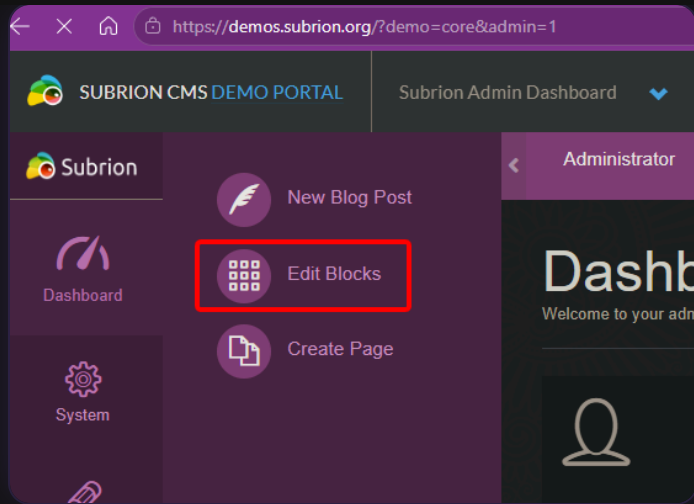 https://demos.subrion.org/?demo=core&admin=1
SUBRION CMS DEMO PORTAL
Subrion Admin Dashboard
Subrion
Administrator
New Blog Post
Edit Blocks
Create Page
Dashboard
System
Dashb
Welcome to your adm